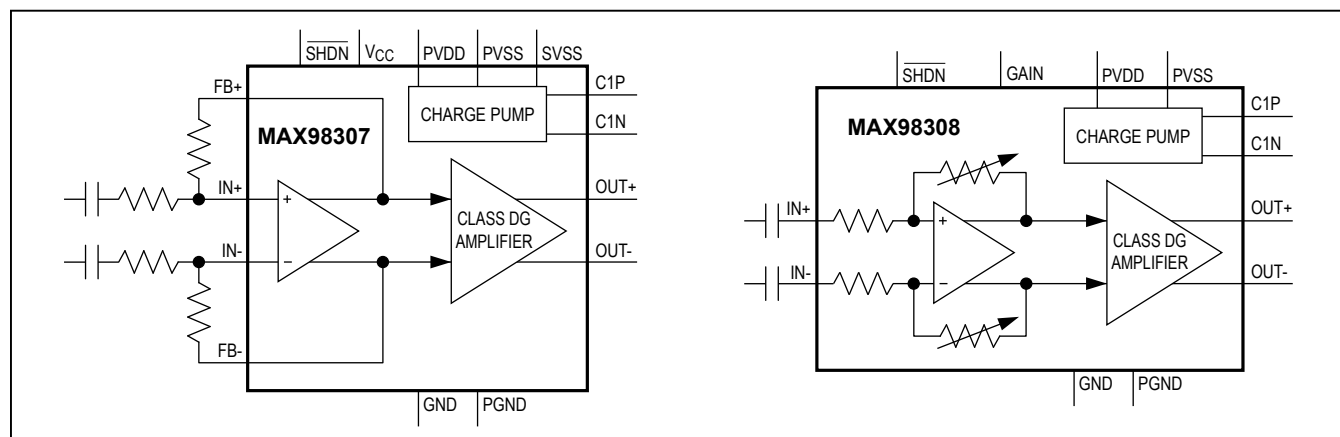 SHDN VCC PVDD PVSS SVSS
FB+
C1P
CHARGE PUMP
C1N
MAX98307
IN+
+
OUT+
CLASS DG
AMPLIFIER
IN-
−
OUT-
FB-
GND PGND
SHDN GAIN PVDD PVSS
C1P
CHARGE PUMP
C1N
MAX98308
IN+
+
OUT+
CLASS DG
AMPLIFIER
IN-
−
OUT-
GND PGND